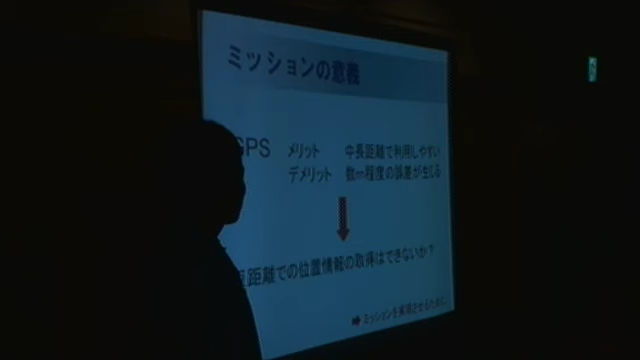 ミッションの意義
GPS メリット 中長距離で利用しやすい
デメリット 数m程度の誤差が生じる
距離での位置情報の取得はできないか?
➡ミッションを実現させるために